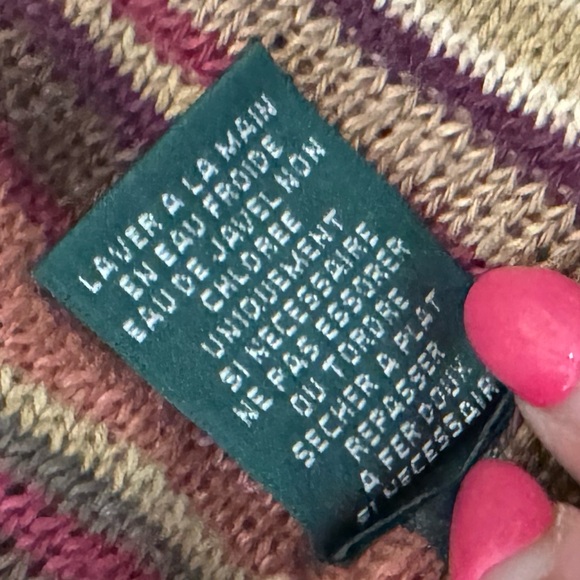 LAVER A LA MAIN
EN EAU FROIDE
EAU DE JAVEL NON
CHLOREE
UNIQUEMENT
SI NECESSAIRE
NE PAS ESSORER
OU TORDRE
SECHER A PLAT
REPASSER
A FER DOUX
SI NECESSAIRE